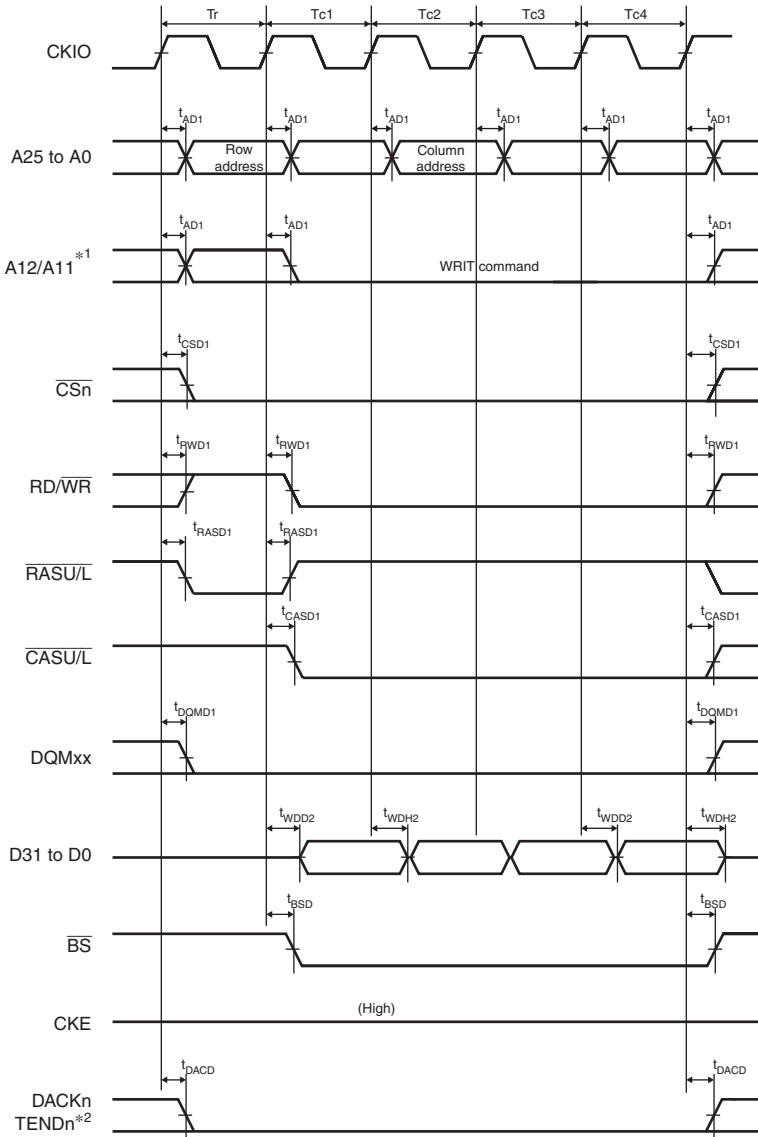 Tr Tc1 Tc2 Tc3 Tc4
CKIO
tAD1 tAD1 tAD1 tAD1 tAD1 tAD1
A25 to A0
Row
address
Column
address
tAD1 tAD1 tAD1
A12/A11*1
WRIT command
tCSD1 tCSD1
CSn
tRWD1 tRWD1 tRWD1
RD/WR
tRASD1 tRASD1
RASU/L
tCASD1 tCASD1
CASU/L
tDQMD1 tDQMD1
DQMxx
tWDD2 tWDH2 tWDD2 tWDH2
D31 to D0
tBSD tBSD
BS
(High)
CKE
tDACD tDACD
DACKn
TENDn*2